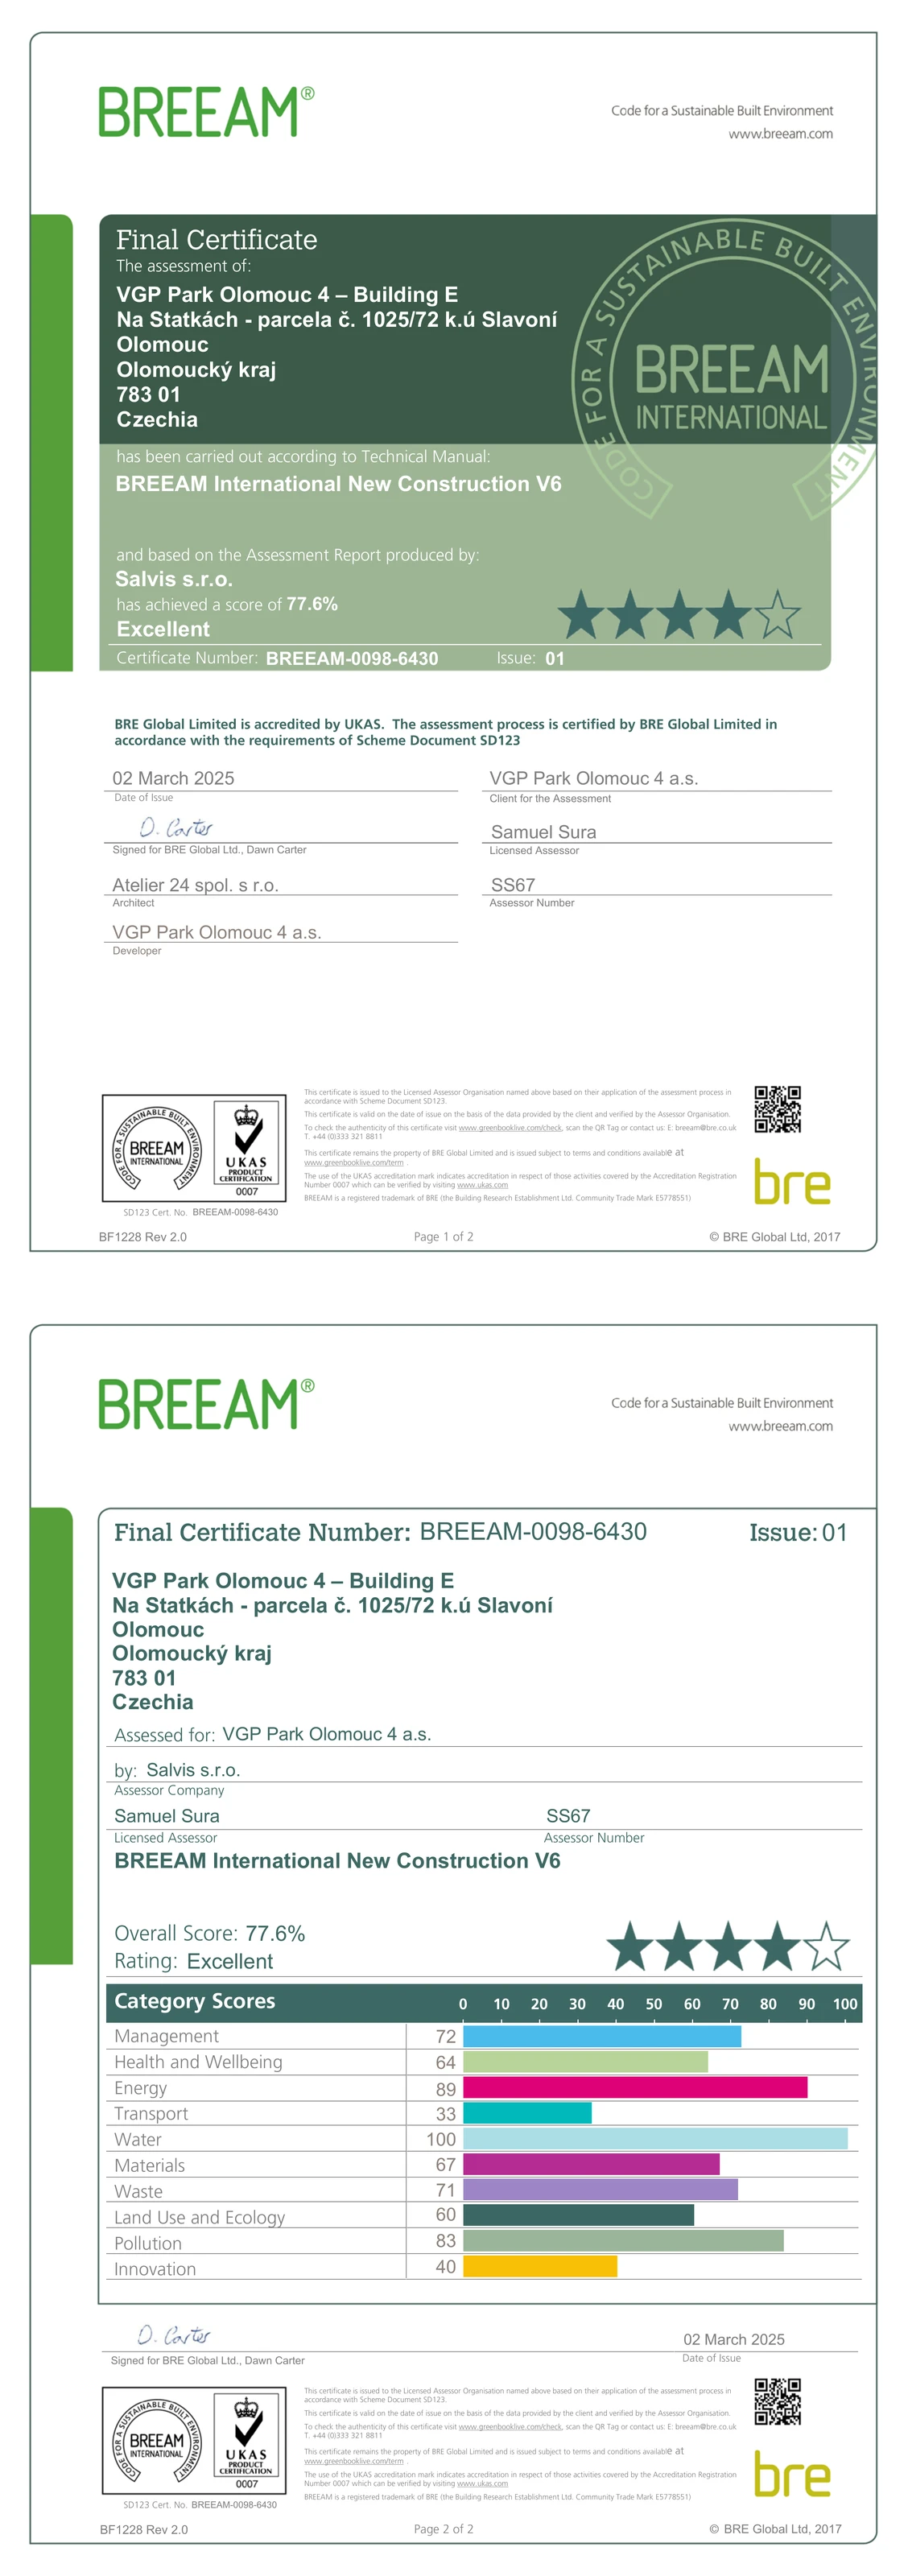 BREEAM®
Code for a Sustainable Built Environment
www.breeam.com
Final Certificate
The assessment of:
VGP Park Olomouc 4 – Building E
Na Statkách - parcela č. 1025/72 k.ú Slavoní
Olomouc
Olomoucký kraj
783 01
Czechia
CODE FOR A SUSTAINABLE BUILT ENVIRONMENT
BREEAM
INTERNATIONAL
has been carried out according to Technical Manual:
BREEAM International New Construction V6
and based on the Assessment Report produced by:
Salvis s.r.o.
has achieved a score of 77.6%
Excellent
Certificate Number: BREEAM-0098-6430 Issue: 01
BRE Global Limited is accredited by UKAS. The assessment process is certified by BRE Global Limited in
accordance with the requirements of Scheme Document SD123
02 March 2025
Date of Issue
VGP Park Olomouc 4 a.s.
Client for the Assessment
D. Carter
Signed for BRE Global Ltd., Dawn Carter
Samuel Sura
Licensed Assessor
Atelier 24 spol. s r.o.
Architect
SS67
Assessor Number
VGP Park Olomouc 4 a.s.
Developer
CODE FOR A SUSTAINABLE BUILT ENVIRONMENT
BREEAM
INTERNATIONAL
UKAS
PRODUCT
CERTIFICATION
0007
SD123 Cert. No. BREEAM-0098-6430
This certificate is issued to the Licensed Assessor Organisation named above based on their application of the assessment process in
accordance with Scheme Document SD123.
This certificate is valid on the date of issue on the basis of the data provided by the client and verified by the Assessor Organisation.
To check the authenticity of this certificate visit www.greenbooklive.com/check, scan the QR Tag or contact us: E: breeam@bre.co.uk
T. +44 (0)333 321 8811
This certificate remains the property of BRE Global Limited and is issued subject to terms and conditions available at
www.greenbooklive.com/term .
The use of the UKAS accreditation mark indicates accreditation in respect of those activities covered by the Accreditation Registration
Number 0007 which can be verified by visiting www.ukas.com
BREEAM is a registered trademark of BRE (the Building Research Establishment Ltd. Community Trade Mark E5778551)
bre
BF1228 Rev 2.0
Page 1 of 2
© BRE Global Ltd, 2017
BREEAM®
Code for a Sustainable Built Environment
www.breeam.com
Final Certificate Number: BREEAM-0098-6430 Issue: 01
VGP Park Olomouc 4 – Building E
Na Statkách - parcela č. 1025/72 k.ú Slavoní
Olomouc
Olomoucký kraj
783 01
Czechia
Assessed for: VGP Park Olomouc 4 a.s.
by: Salvis s.r.o.
Assessor Company
Samuel Sura SS67
Licensed Assessor Assessor Number
BREEAM International New Construction V6
Overall Score: 77.6%
Rating: Excellent
Category Scores 0 10 20 30 40 50 60 70 80 90 100
Management 72
Health and Wellbeing 64
Energy 89
Transport 33
Water 100
Materials 67
Waste 71
Land Use and Ecology 60
Pollution 83
Innovation 40
D. Carter
Signed for BRE Global Ltd., Dawn Carter
02 March 2025
Date of Issue
CODE FOR A SUSTAINABLE BUILT ENVIRONMENT
BREEAM
INTERNATIONAL
UKAS
PRODUCT
CERTIFICATION
0007
SD123 Cert. No. BREEAM-0098-6430
This certificate is issued to the Licensed Assessor Organisation named above based on their application of the assessment process in
accordance with Scheme Document SD123.
This certificate is valid on the date of issue on the basis of the data provided by the client and verified by the Assessor Organisation.
To check the authenticity of this certificate visit www.greenbooklive.com/check, scan the QR Tag or contact us: E: breeam@bre.co.uk
T. +44 (0)333 321 8811
This certificate remains the property of BRE Global Limited and is issued subject to terms and conditions available at
www.greenbooklive.com/term .
The use of the UKAS accreditation mark indicates accreditation in respect of those activities covered by the Accreditation Registration
Number 0007 which can be verified by visiting www.ukas.com
BREEAM is a registered trademark of BRE (the Building Research Establishment Ltd. Community Trade Mark E5778551)
bre
BF1228 Rev 2.0
Page 2 of 2
© BRE Global Ltd, 2017